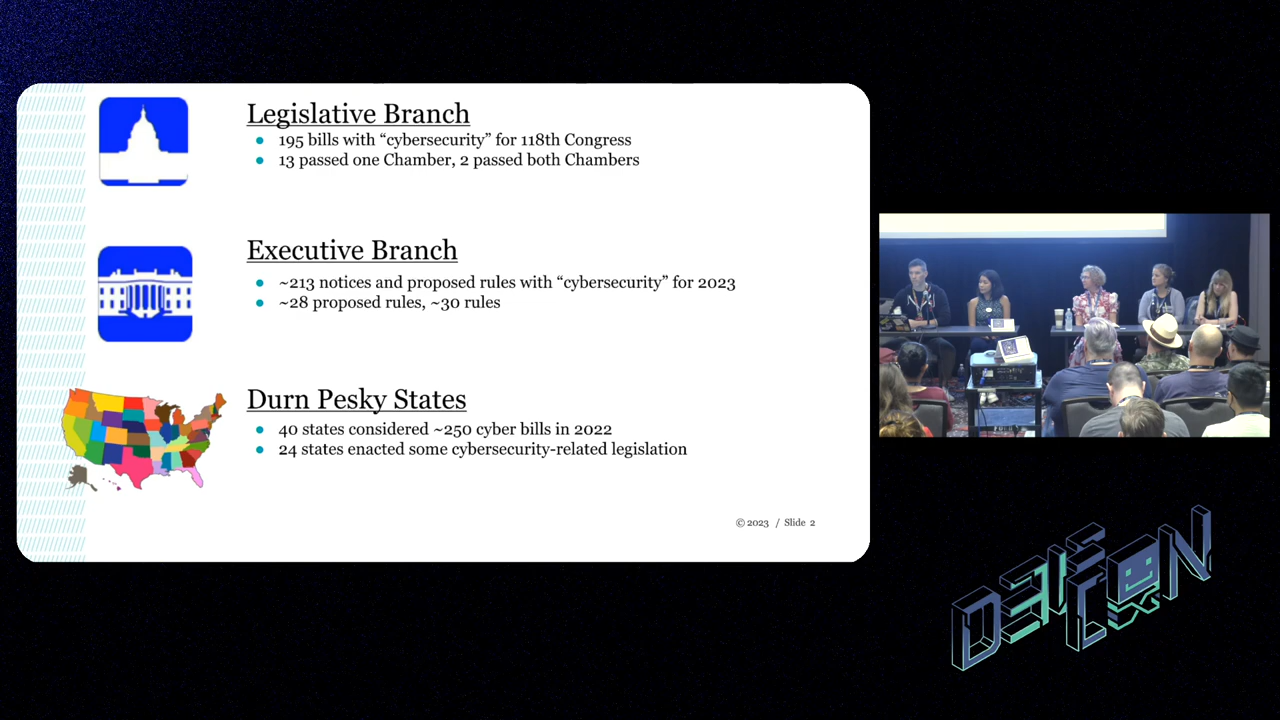 Legislative Branch
195 bills with “cybersecurity” for 118th Congress
13 passed one Chamber, 2 passed both Chambers
Executive Branch
~213 notices and proposed rules with “cybersecurity” for 2023
~28 proposed rules, ~30 rules
Durn Pesky States
40 states considered ~250 cyber bills in 2022
24 states enacted some cybersecurity-related legislation
© 2023 / Slide 2
DEF CON